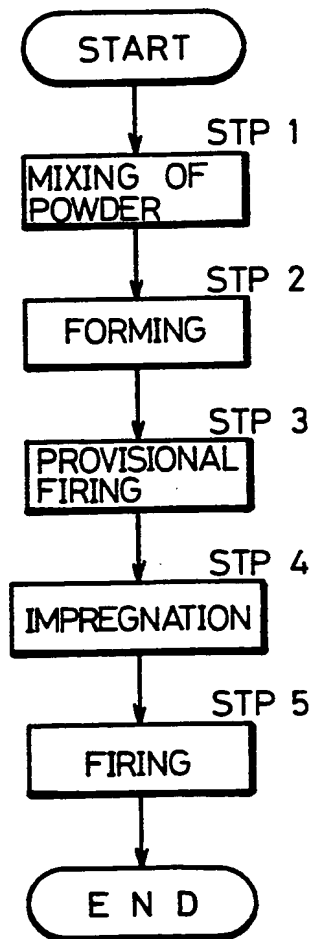 START
STP 1
MIXING OF
POWDER
STP 2
FORMING
STP 3
PROVISIONAL
FIRING
STP 4
IMPREGNATION
STP 5
FIRING
END